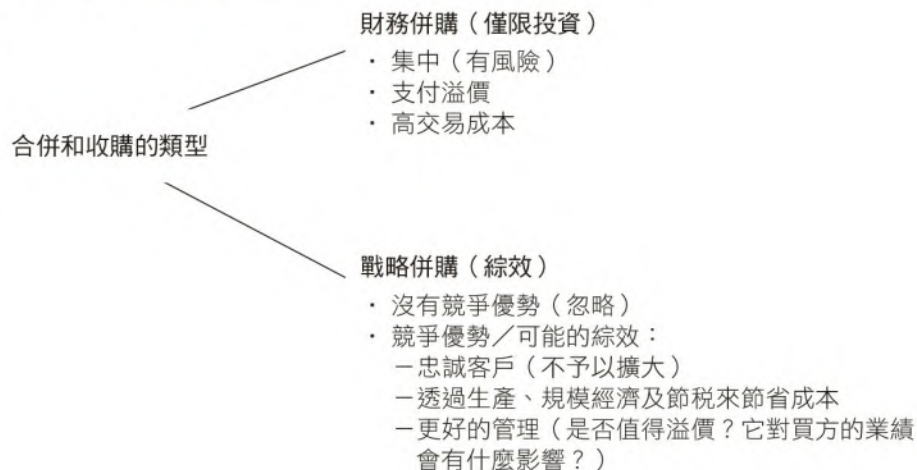 財務併購（僅限投資）
・ 集中（有風險）
・ 支付溢價
・ 高交易成本
合併和收購的類型
戰略併購（綜效）
・ 沒有競爭優勢（忽略）
・ 競爭優勢／可能的綜效：
－忠誠客戶（不予以擴大）
－透過生產、規模經濟及節稅來節省成本
－更好的管理（是否值得溢價？它對買方的業績
會有什麼影響？）